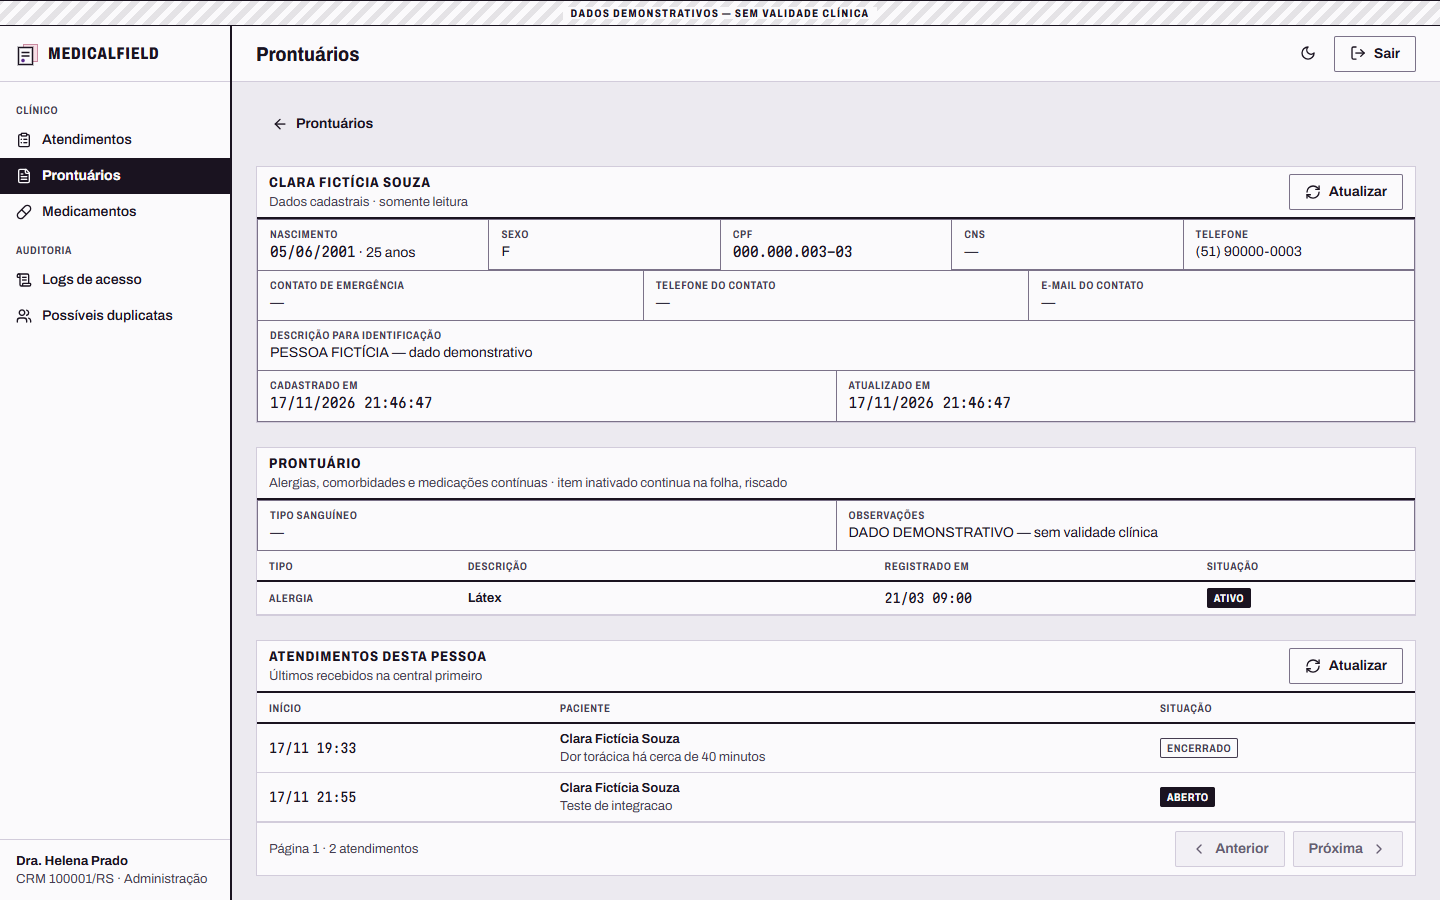 DADOS DEMONSTRATIVOS — SEM VALIDADE CLÍNICA
MEDICALFIELD
Prontuários
Sair
CLÍNICO
Atendimentos
Prontuários
Medicamentos
AUDITORIA
Logs de acesso
Possíveis duplicatas
Dra. Helena Prado
CRM 100001/RS · Administração
Prontuários
CLARA FICTÍCIA SOUZA
Dados cadastrais · somente leitura
Atualizar
NASCIMENTO
05/06/2001 · 25 anos
SEXO
F
CPF
000.000.003-03
CNS
—
TELEFONE
(51) 90000-0003
CONTATO DE EMERGÊNCIA
—
TELEFONE DO CONTATO
—
E-MAIL DO CONTATO
—
DESCRIÇÃO PARA IDENTIFICAÇÃO
PESSOA FICTÍCIA — dado demonstrativo
CADASTRADO EM
17/11/2026 21:46:47
ATUALIZADO EM
17/11/2026 21:46:47
PRONTUÁRIO
Alergias, comorbidades e medicações contínuas · item inativado continua na folha, riscado
TIPO SANGUÍNEO
—
OBSERVAÇÕES
DADO DEMONSTRATIVO — sem validade clínica
TIPO DESCRIÇÃO REGISTRADO EM SITUAÇÃO
ALERGIA Látex 21/03 09:00 ATIVO
ATENDIMENTOS DESTA PESSOA
Últimos recebidos na central primeiro
Atualizar
INÍCIO PACIENTE SITUAÇÃO
17/11 19:33
Clara Fictícia Souza
Dor torácica há cerca de 40 minutos
ENCERRADO
17/11 21:55
Clara Fictícia Souza
Teste de integracao
ABERTO
Página 1 · 2 atendimentos
Anterior
Próxima